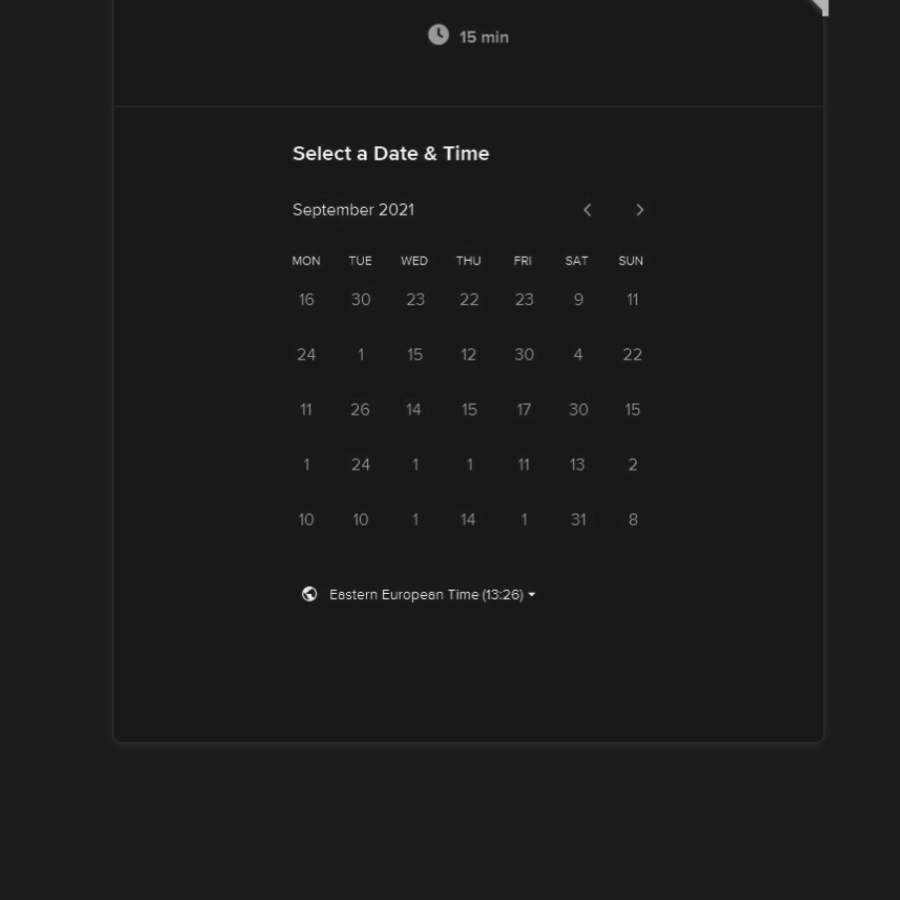 15 min
Select a Date & Time
September 2021
MON TUE WED THU FRI SAT SUN
16 30 23 22 23 9 11
24 1 15 12 30 4 22
11 26 14 15 17 30 15
1 24 1 1 11 13 2
10 10 1 14 1 31 8
Eastern European Time (13:26)